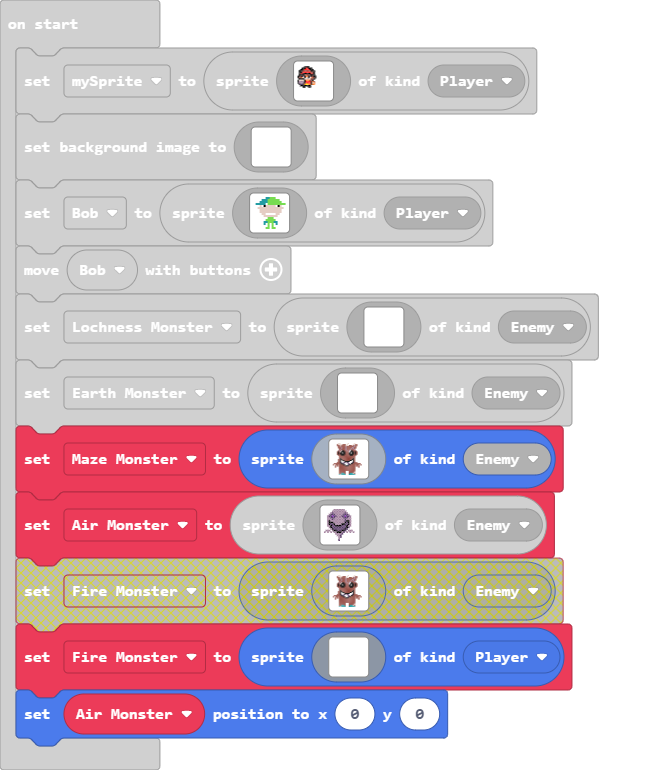 on start
set mySprite to sprite of kind Player
set background image to
set Bob to sprite of kind Player
move Bob with buttons
set Lochness Monster to sprite of kind Enemy
set Earth Monster to sprite of kind Enemy
set Maze Monster to sprite of kind Enemy
set Air Monster to sprite of kind Enemy
set Fire Monster to sprite of kind Enemy
set Fire Monster to sprite of kind Player
set Air Monster position to x 0 y 0